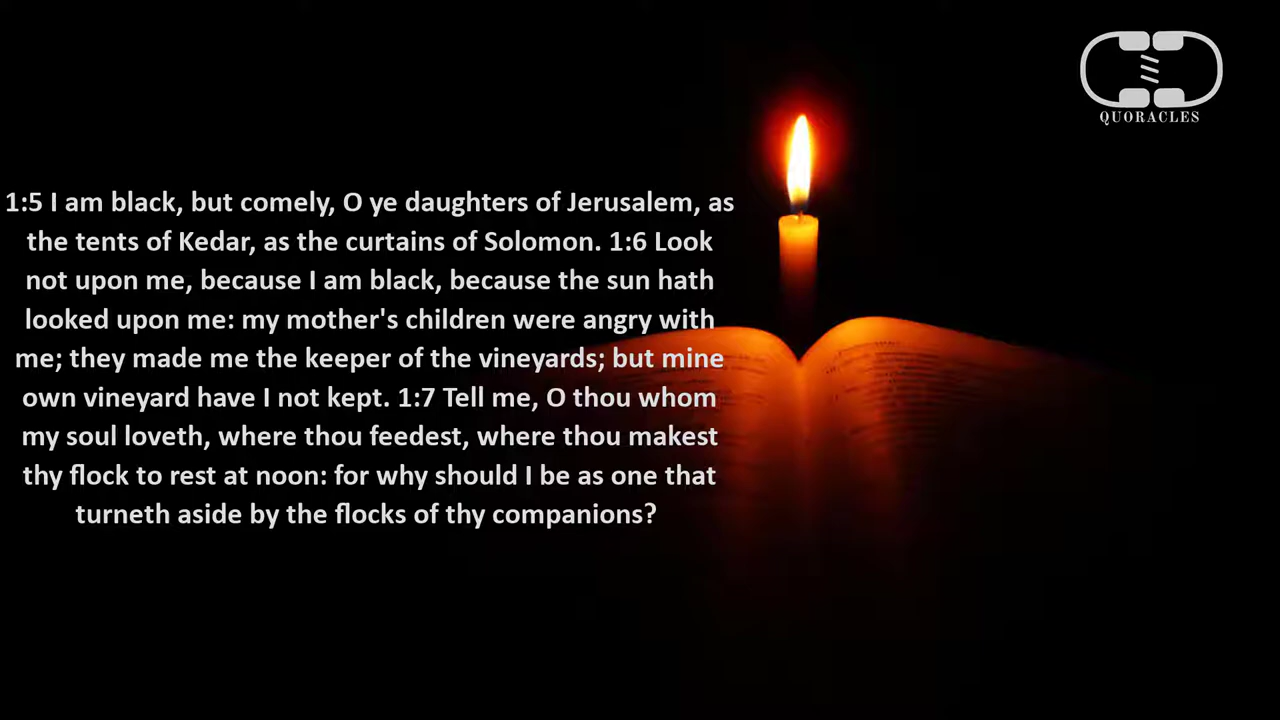 QUORACLES
1:5 I am black, but comely, O ye daughters of Jerusalem, as
the tents of Kedar, as the curtains of Solomon. 1:6 Look
not upon me, because I am black, because the sun hath
looked upon me: my mother's children were angry with
me; they made me the keeper of the vineyards; but mine
own vineyard have I not kept. 1:7 Tell me, O thou whom
my soul loveth, where thou feedest, where thou makest
thy flock to rest at noon: for why should I be as one that
turneth aside by the flocks of thy companions?